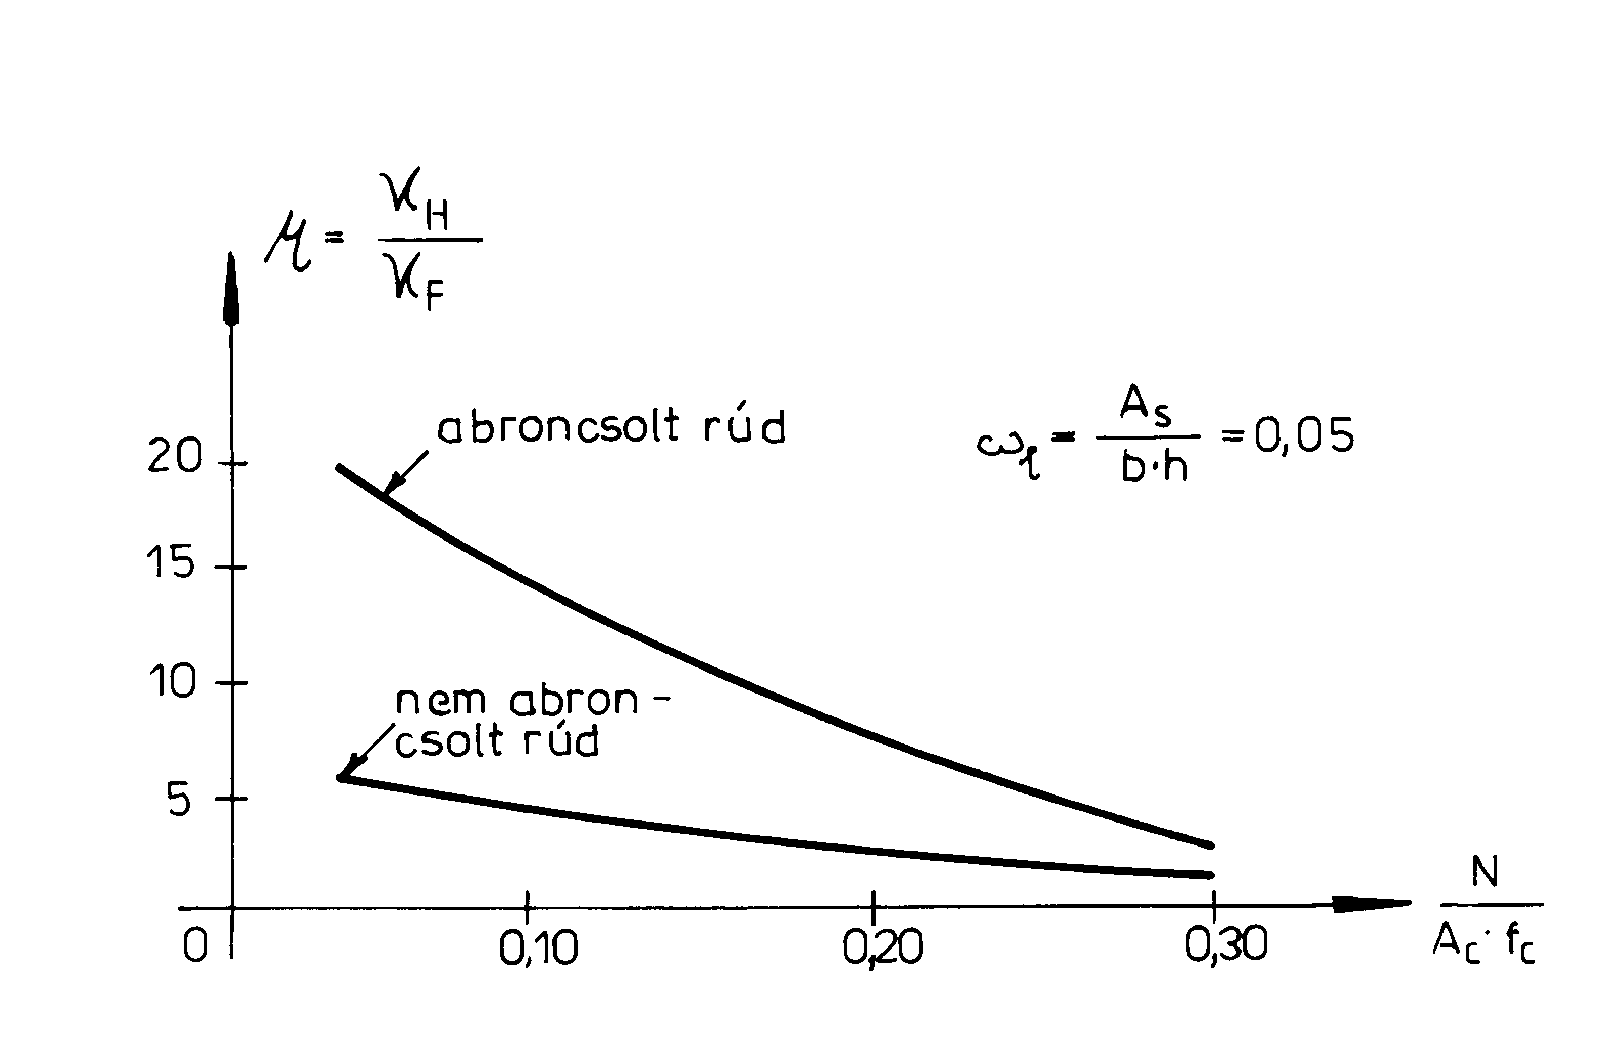 μ = ϰH / ϰF
abroncsolt rúd
ωℓ = As / b·h = 0,05
20
15
10
nem abron-
csolt rúd
5
0
0,10
0,20
0,30
N / Ac · fc